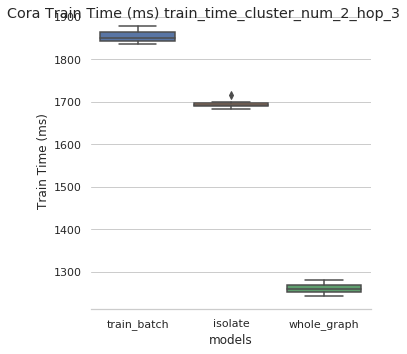 Cora Train Time (ms) train_time_cluster_num_2_hop_3
1900
1800
1700
1600
1500
1400
1300
Train Time (ms)
train_batch isolate whole_graph
models